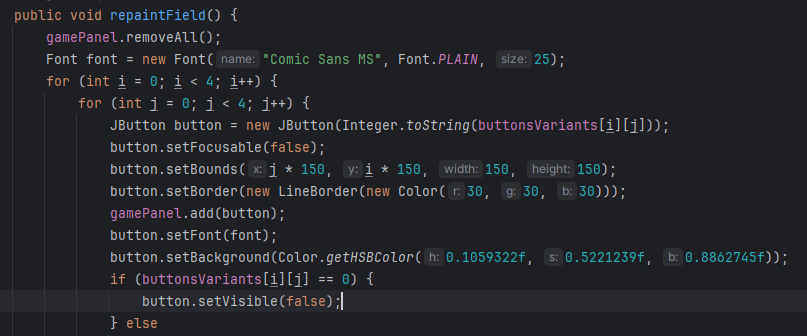 public void repaintField() {
gamePanel.removeAll();
Font font = new Font( name: "Comic Sans MS", Font.PLAIN, size: 25);
for (int i = 0; i < 4; i++) {
for (int j = 0; j < 4; j++) {
JButton button = new JButton(Integer.toString(buttonsVariants[i][j]));
button.setFocusable(false);
button.setBounds( x: j * 150, y: i * 150, width: 150, height: 150);
button.setBorder(new LineBorder(new Color( r: 30, g: 30, b: 30)));
gamePanel.add(button);
button.setFont(font);
button.setBackground(Color.getHSBColor( h: 0.1059322f, s: 0.5221239f, b: 0.8862745f));
if (buttonsVariants[i][j] == 0) {
button.setVisible(false);
} else